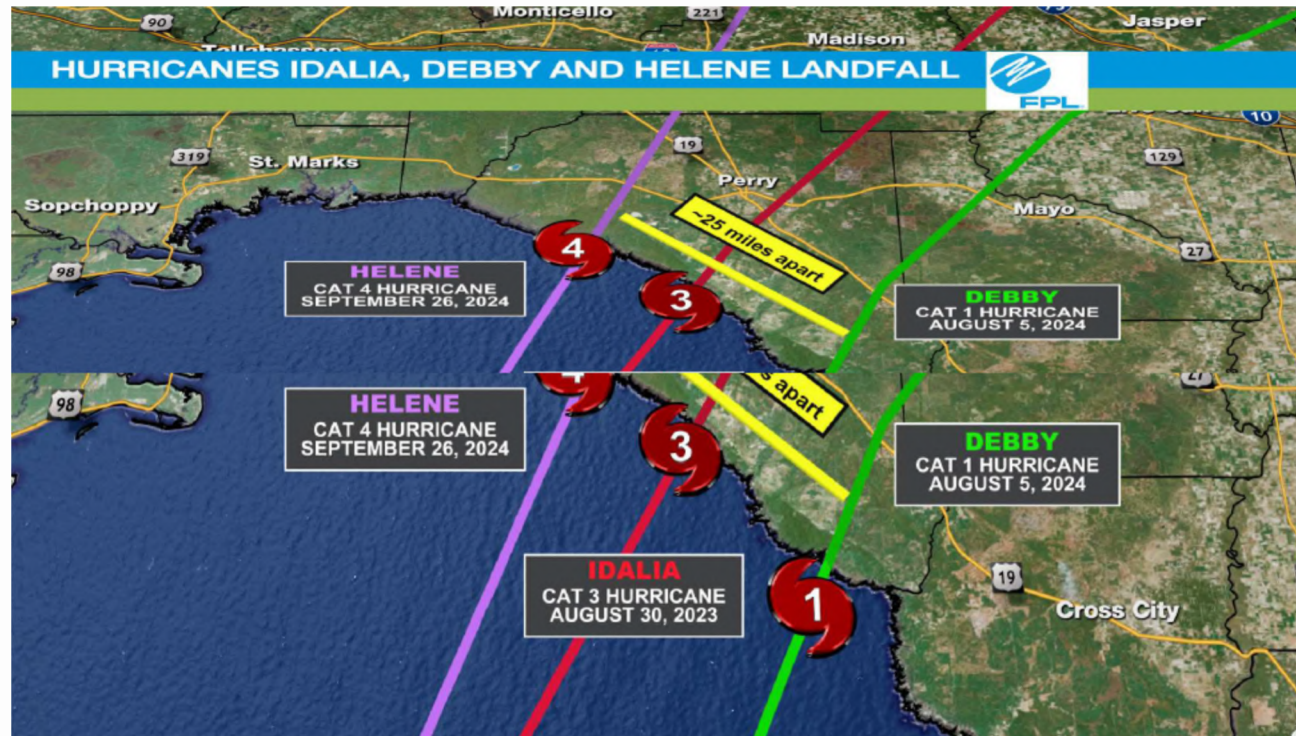 Monticello
221
90
Jasper
Madison
Tallahassee
HURRICANES IDALIA, DEBBY AND HELENE LANDFALL
FPL
10
319
St. Marks
19
129
Perry
Sopchoppy
Mayo
~25 miles apart
4
27
98
HELENE
CAT 4 HURRICANE
SEPTEMBER 26, 2024
3
DEBBY
CAT 1 HURRICANE
AUGUST 5, 2024
27
4
98
s apart
HELENE
CAT 4 HURRICANE
SEPTEMBER 26, 2024
3
DEBBY
CAT 1 HURRICANE
AUGUST 5, 2024
IDALIA
CAT 3 HURRICANE
AUGUST 30, 2023
1
19
Cross City